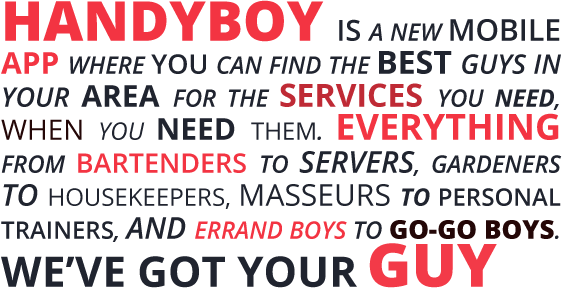 HANDYBOY IS A NEW MOBILE
APP WHERE YOU CAN FIND THE BEST GUYS IN
YOUR AREA FOR THE SERVICES YOU NEED,
WHEN YOU NEED THEM. EVERYTHING
FROM BARTENDERS TO SERVERS, GARDENERS
TO HOUSEKEEPERS, MASSEURS TO PERSONAL
TRAINERS, AND ERRAND BOYS TO GO-GO BOYS.
WE'VE GOT YOUR GUY